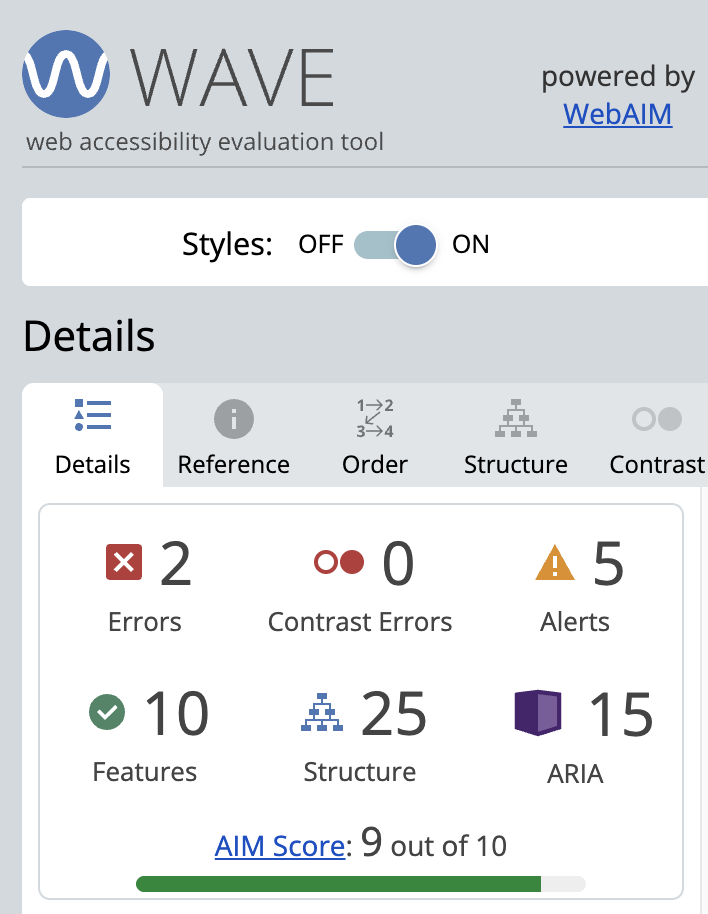 WAVE
powered by
WebAIM
web accessibility evaluation tool
Styles: OFF ON
Details
1→2
3→4
Details Reference Order Structure Contrast
2 0 5
Errors Contrast Errors Alerts
10 25 15
Features Structure ARIA
AIM Score: 9 out of 10